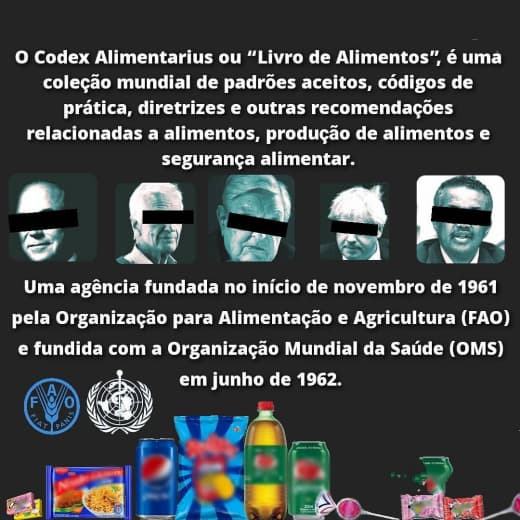 O Codex Alimentarius ou “Livro de Alimentos”, é uma
coleção mundial de padrões aceitos, códigos de
prática, diretrizes e outras recomendações
relacionadas a alimentos, produção de alimentos e
segurança alimentar.
Uma agência fundada no início de novembro de 1961
pela Organização para Alimentação e Agricultura (FAO)
e fundida com a Organização Mundial da Saúde (OMS)
em junho de 1962.
F A O
FIAT PANIS